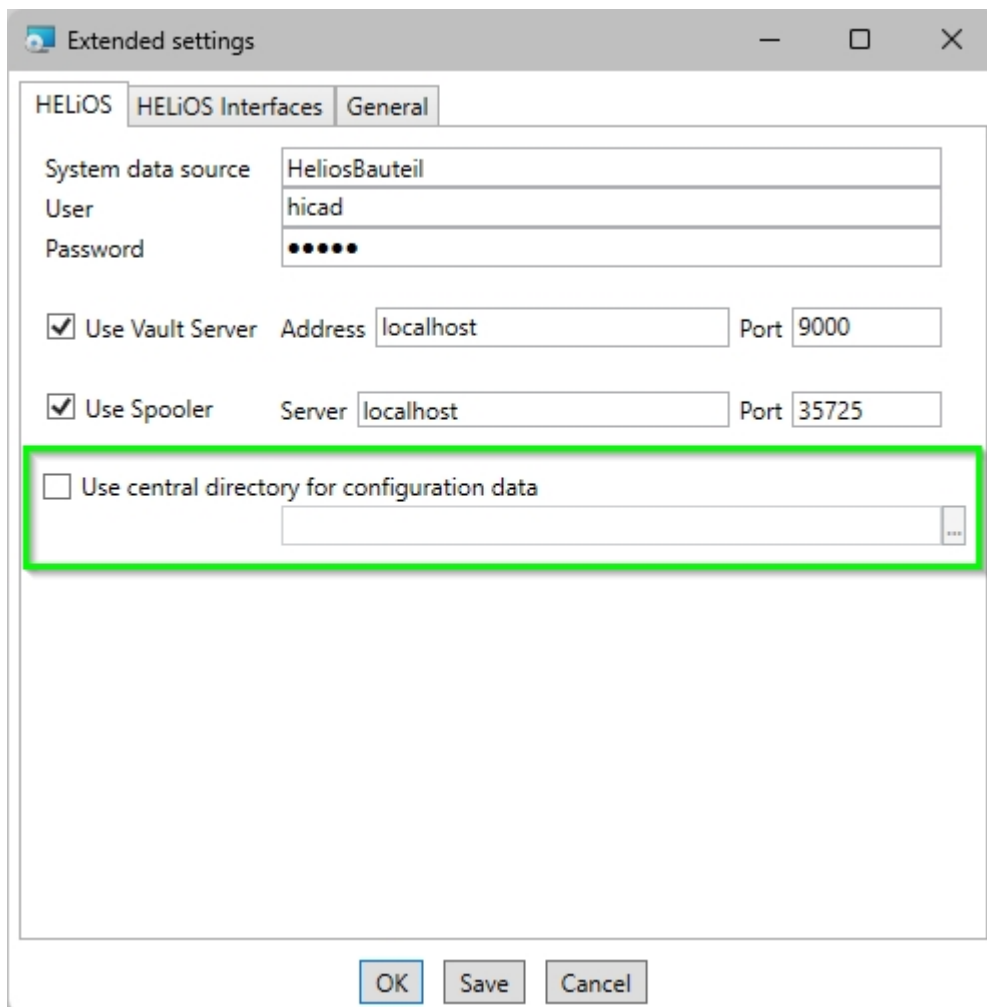 Extended settings
HELiOS HELiOS Interfaces General
System data source HeliosBauteil
User hicad
Password •••••
Use Vault Server Address localhost Port 9000
Use Spooler Server localhost Port 35725
Use central directory for configuration data
...
OK Save Cancel